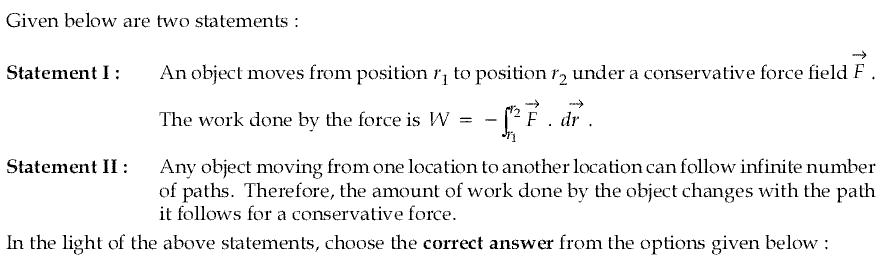 Given below are two statements :
Statement I : An object moves from position r₁ to position r₂ under a conservative force field F⃗ .
The work done by the force is W = −∫ᵣ₁ʳ² F⃗ . dr⃗ .
Statement II : Any object moving from one location to another location can follow infinite number
of paths. Therefore, the amount of work done by the object changes with the path
it follows for a conservative force.
In the light of the above statements, choose the correct answer from the options given below :